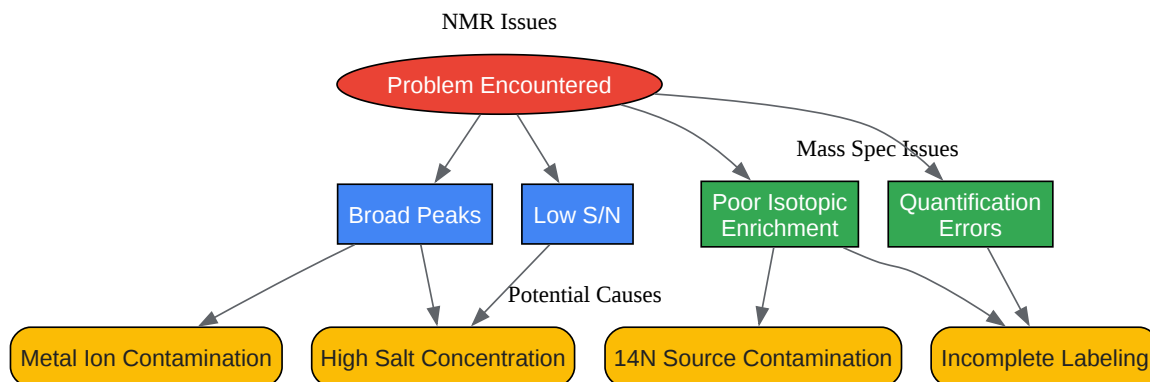 NMR Issues
Problem Encountered
Mass Spec Issues
Broad Peaks
Low S/N
Poor Isotopic
Enrichment
Quantification
Errors
Potential Causes
Metal Ion Contamination
High Salt Concentration
14N Source Contamination
Incomplete Labeling